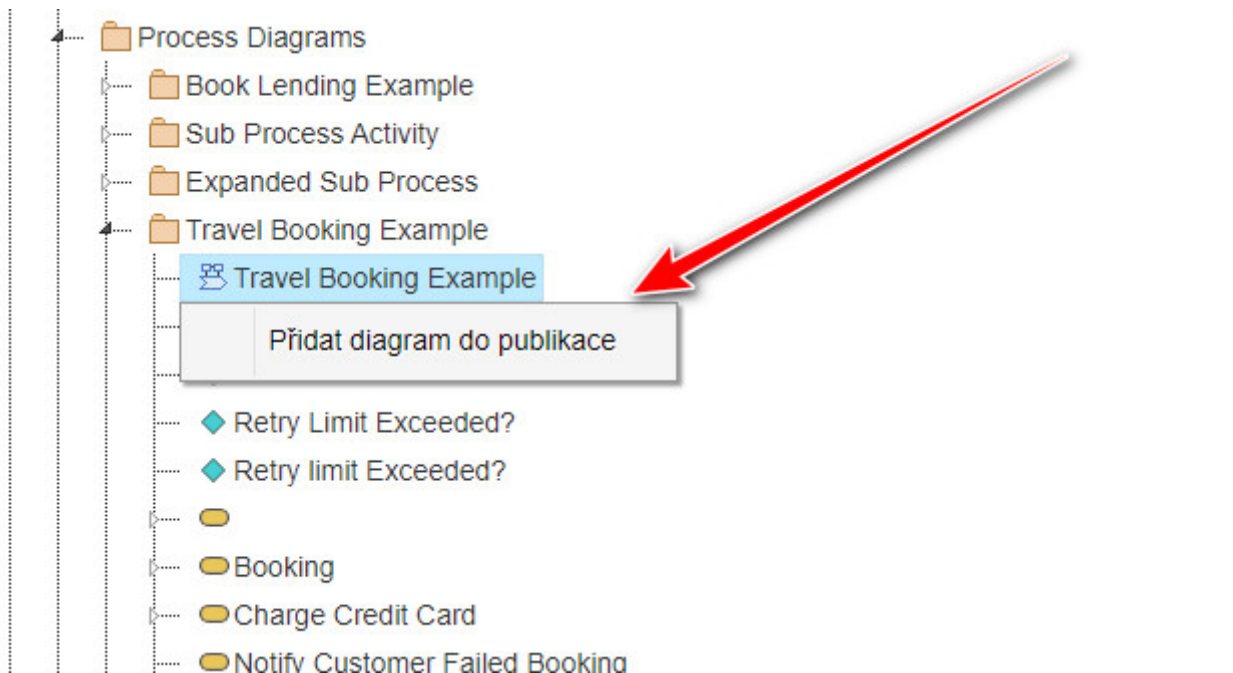 Process Diagrams
Book Lending Example
Sub Process Activity
Expanded Sub Process
Travel Booking Example
Travel Booking Example
Přidat diagram do publikace
Retry Limit Exceeded?
Retry limit Exceeded?
Booking
Charge Credit Card
Notify Customer Failed Booking